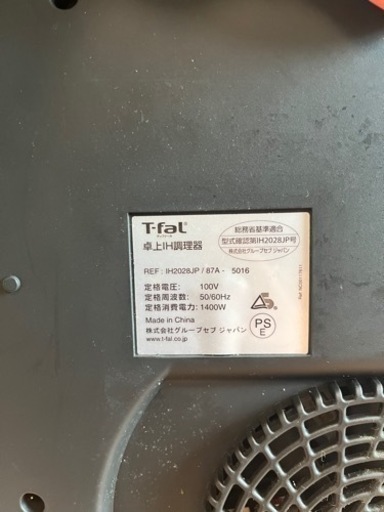 T-fal
卓上IH調理器
総務省基準適合
型式確認第IH2028JP号
株式会社グループセブ ジャパン
REF : IH2028JP / 87A - 5016
定格電圧: 100V
定格周波数: 50/60Hz
定格消費電力: 1400W
Made in China
株式会社グループセブ ジャパン
www.t-fal.co.jp
PS
E